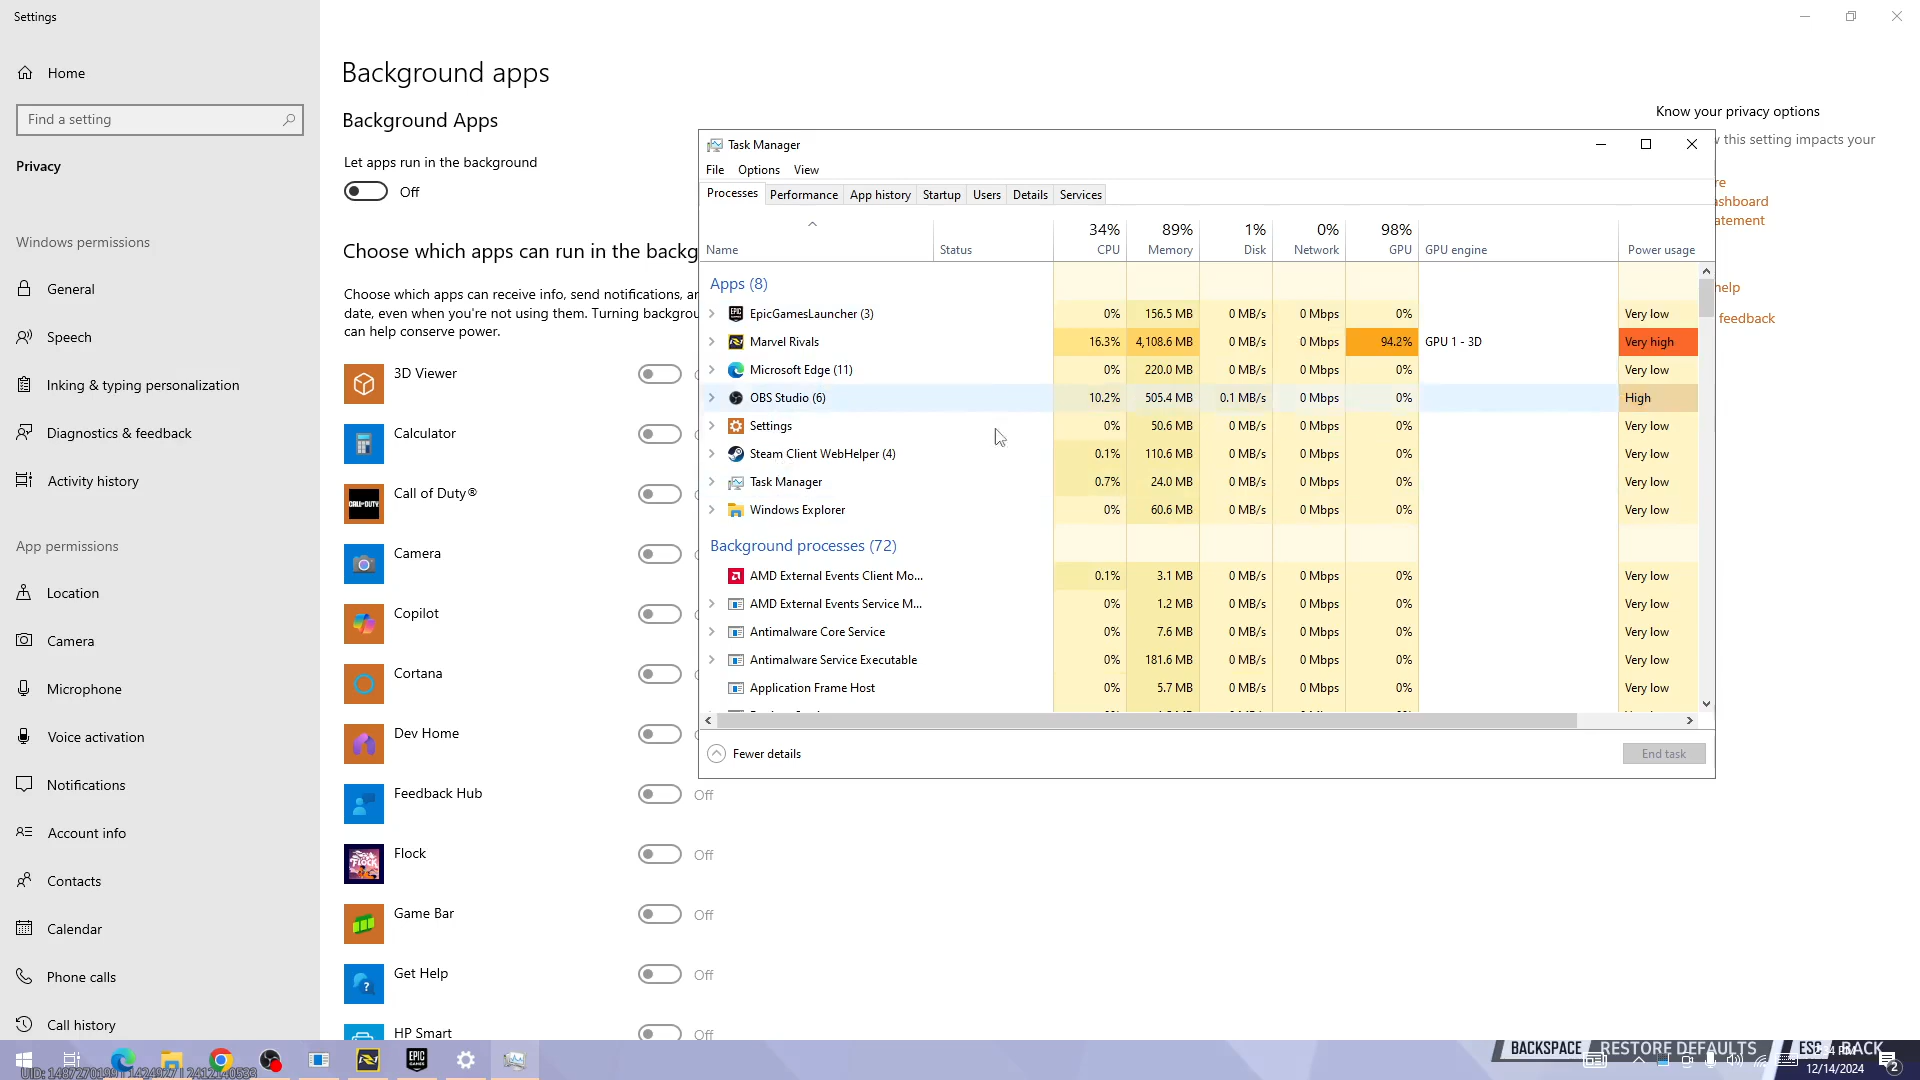 Settings
Home
Find a setting
Privacy
Windows permissions
General
Speech
Inking & typing personalization
Diagnostics & feedback
Activity history
App permissions
Location
Camera
Microphone
Voice activation
Notifications
Account info
Contacts
Calendar
Phone calls
Call history
Background apps
Background Apps
Let apps run in the background
Off
Choose which apps can run in the backg
Choose which apps can receive info, send notifications, a
date, even when you're not using them. Turning backgrou
can help conserve power.
3D Viewer
Calculator
Call of Duty®
CALL OF DUTY
Camera
Copilot
Cortana
Dev Home
Feedback Hub Off
Flock Off
FLOCK
Game Bar Off
Get Help Off
HP Smart Off
Know your privacy options
this setting impacts your
re
shboard
atement
help
feedback
Task Manager
File Options View
Processes Performance App history Startup Users Details Services
34% 89% 1% 0% 98%
Name Status CPU Memory Disk Network GPU GPU engine Power usage
Apps (8)
EpicGamesLauncher (3) 0% 156.5 MB 0 MB/s 0 Mbps 0% Very low
Marvel Rivals 16.3% 4,108.6 MB 0 MB/s 0 Mbps 94.2% GPU 1 - 3D Very high
Microsoft Edge (11) 0% 220.0 MB 0 MB/s 0 Mbps 0% Very low
OBS Studio (6) 10.2% 505.4 MB 0.1 MB/s 0 Mbps 0% High
Settings 0% 50.6 MB 0 MB/s 0 Mbps 0% Very low
Steam Client WebHelper (4) 0.1% 110.6 MB 0 MB/s 0 Mbps 0% Very low
Task Manager 0.7% 24.0 MB 0 MB/s 0 Mbps 0% Very low
Windows Explorer 0% 60.6 MB 0 MB/s 0 Mbps 0% Very low
Background processes (72)
AMD External Events Client Mo... 0.1% 3.1 MB 0 MB/s 0 Mbps 0% Very low
AMD External Events Service M... 0% 1.2 MB 0 MB/s 0 Mbps 0% Very low
Antimalware Core Service 0% 7.6 MB 0 MB/s 0 Mbps 0% Very low
Antimalware Service Executable 0% 181.6 MB 0 MB/s 0 Mbps 0% Very low
Application Frame Host 0% 5.7 MB 0 MB/s 0 Mbps 0% Very low
Fewer details End task
EPIC GAMES
BACKSPACE RESTORE DEFAULTS ESC BACK
12/14/2024
2